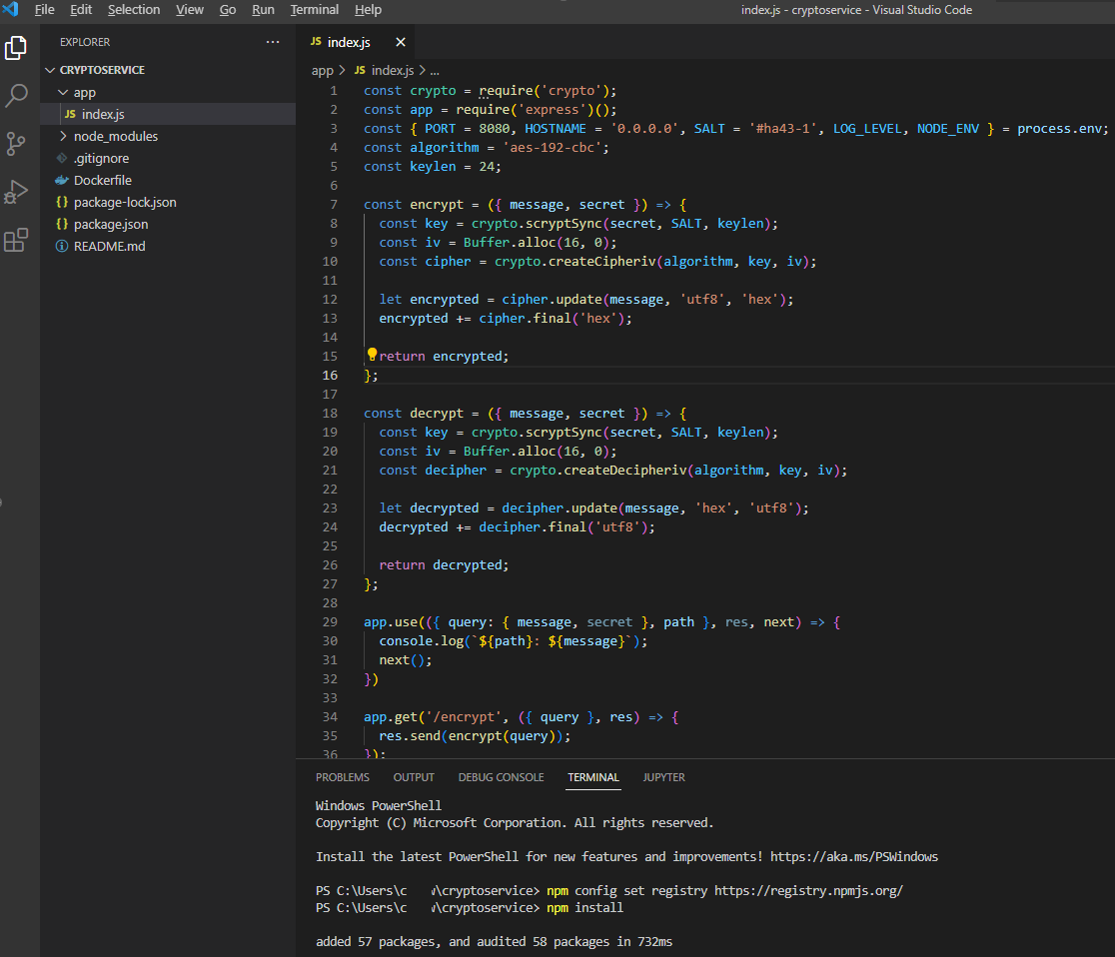 File Edit Selection View Go Run Terminal Help index.js - cryptoservice - Visual Studio Code
EXPLORER ...
CRYPTOSERVICE
app
JS index.js
node_modules
.gitignore
Dockerfile
{} package-lock.json
{} package.json
README.md
JS index.js ×
app > JS index.js > ...
1 const crypto = require('crypto');
2 const app = require('express')();
3 const { PORT = 8080, HOSTNAME = '0.0.0.0', SALT = '#ha43-1', LOG_LEVEL, NODE_ENV } = process.env;
4 const algorithm = 'aes-192-cbc';
5 const keylen = 24;
6
7 const encrypt = ({ message, secret }) => {
8 const key = crypto.scryptSync(secret, SALT, keylen);
9 const iv = Buffer.alloc(16, 0);
10 const cipher = crypto.createCipheriv(algorithm, key, iv);
11
12 let encrypted = cipher.update(message, 'utf8', 'hex');
13 encrypted += cipher.final('hex');
14
15 return encrypted;
16 };
17
18 const decrypt = ({ message, secret }) => {
19 const key = crypto.scryptSync(secret, SALT, keylen);
20 const iv = Buffer.alloc(16, 0);
21 const decipher = crypto.createDecipheriv(algorithm, key, iv);
22
23 let decrypted = decipher.update(message, 'hex', 'utf8');
24 decrypted += decipher.final('utf8');
25
26 return decrypted;
27 };
28
29 app.use(({ query: { message, secret }, path }, res, next) => {
30 console.log(`${path}: ${message}`);
31 next();
32 })
33
34 app.get('/encrypt', ({ query }, res) => {
35 res.send(encrypt(query));
36 });
PROBLEMS OUTPUT DEBUG CONSOLE TERMINAL JUPYTER
Windows PowerShell
Copyright (C) Microsoft Corporation. All rights reserved.
Install the latest PowerShell for new features and improvements! https://aka.ms/PSWindows
PS C:\Users\c \cryptoservice> npm config set registry https://registry.npmjs.org/
PS C:\Users\c \cryptoservice> npm install
added 57 packages, and audited 58 packages in 732ms